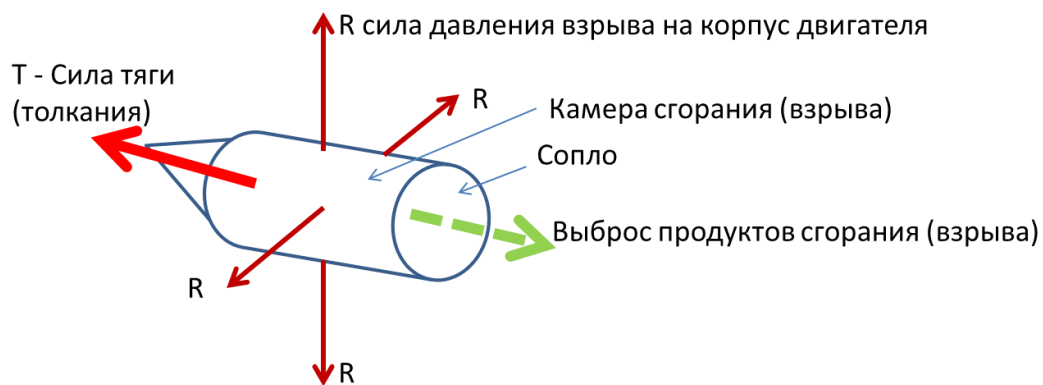 R сила давления взрыва на корпус двигателя
Т - Сила тяги
(толкания)
R
Камера сгорания (взрыва)
Сопло
Выброс продуктов сгорания (взрыва)
R
R